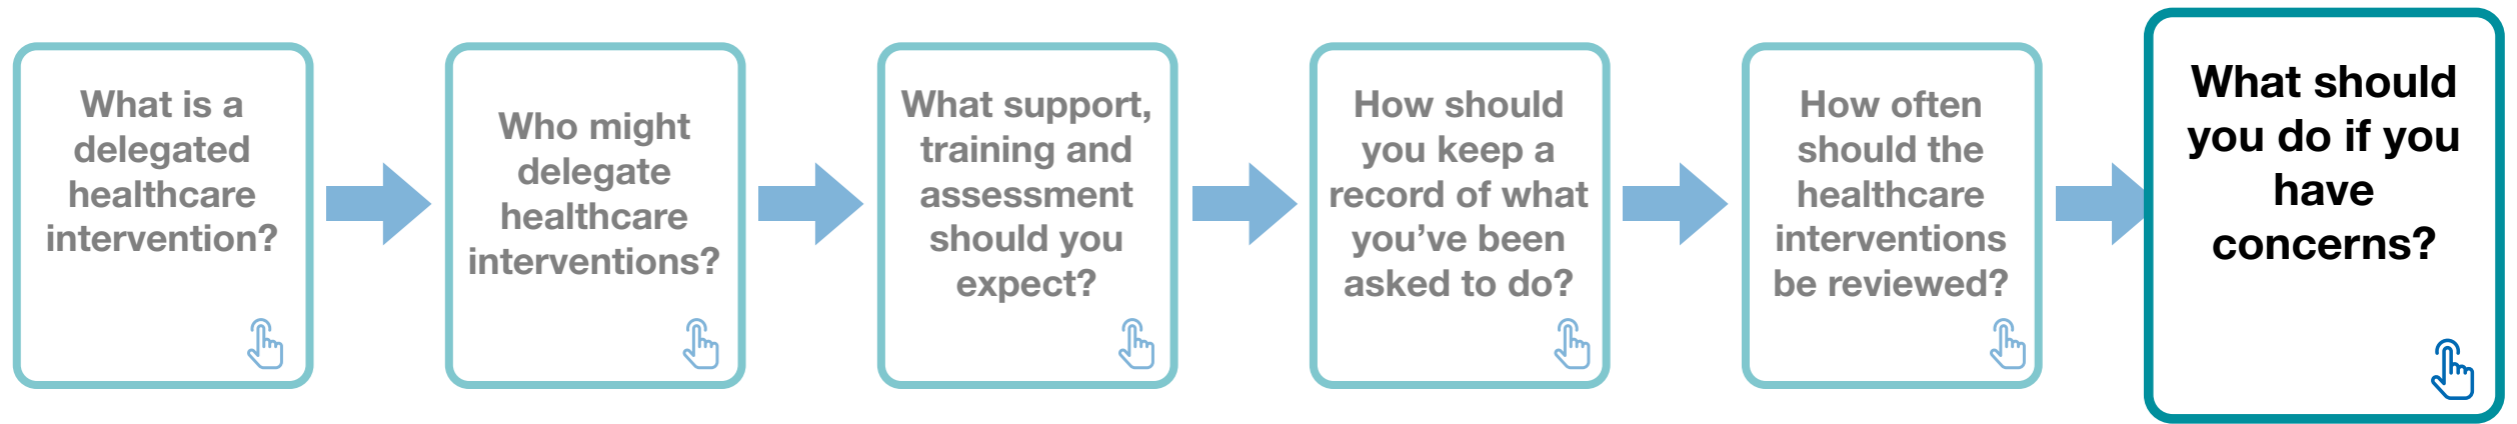 What is a
delegated
healthcare
intervention?
Who might
delegate
healthcare
interventions?
What support,
training and
assessment
should you
expect?
How should
you keep a
record of what
you’ve been
asked to do?
How often
should the
healthcare
interventions
be reviewed?
What should
you do if you
have
concerns?